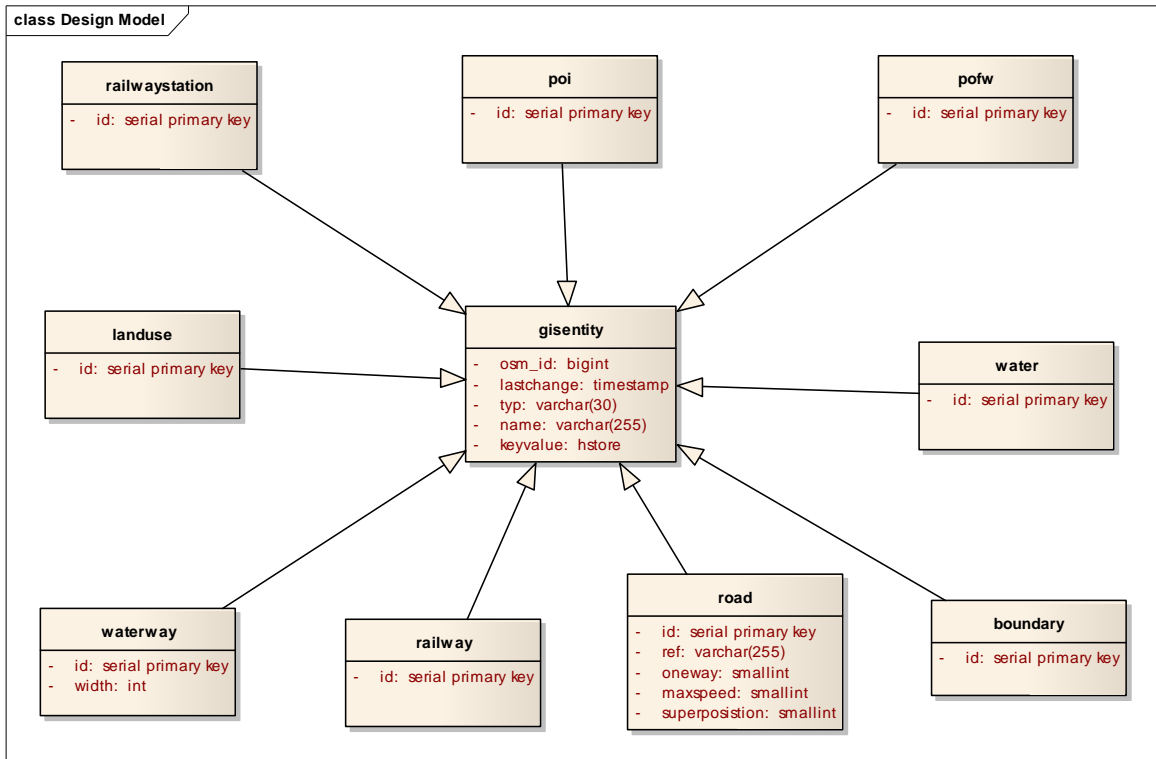 class Design Model
railwaystation
- id: serial primary key
poi
- id: serial primary key
pofw
- id: serial primary key
landuse
- id: serial primary key
gisentity
- osm_id: bigint
- lastchange: timestamp
- typ: varchar(30)
- name: varchar(255)
- keyvalue: hstore
water
- id: serial primary key
waterway
- id: serial primary key
- width: int
railway
- id: serial primary key
road
- id: serial primary key
- ref: varchar(255)
- oneway: smallint
- maxspeed: smallint
- superposistion: smallint
boundary
- id: serial primary key